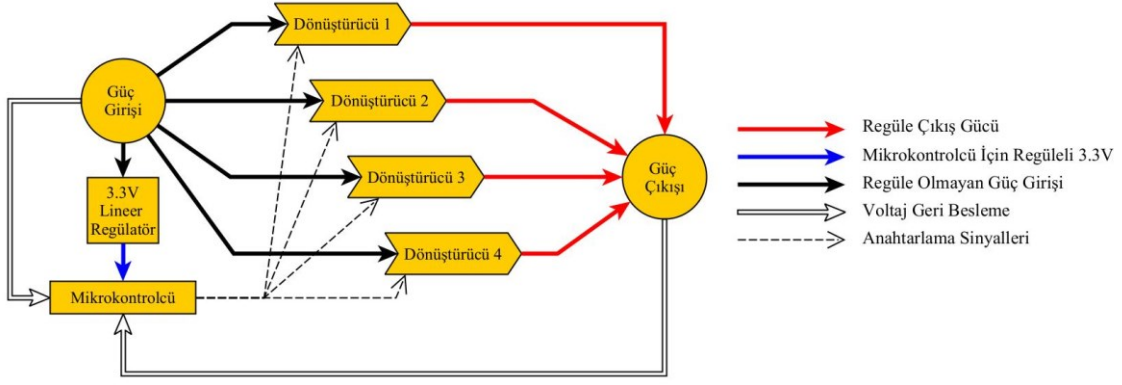 Dönüştürücü 1
Güç
Girişi
Dönüştürücü 2
Dönüştürücü 3
Dönüştürücü 4
3.3V
Lineer
Regülatör
Mikrokontrolcü
Güç
Çıkışı
Regüle Çıkış Gücü
Mikrokontrolcü İçin Regüleli 3.3V
Regüle Olmayan Güç Girişi
Voltaj Geri Besleme
Anahtarlama Sinyalleri